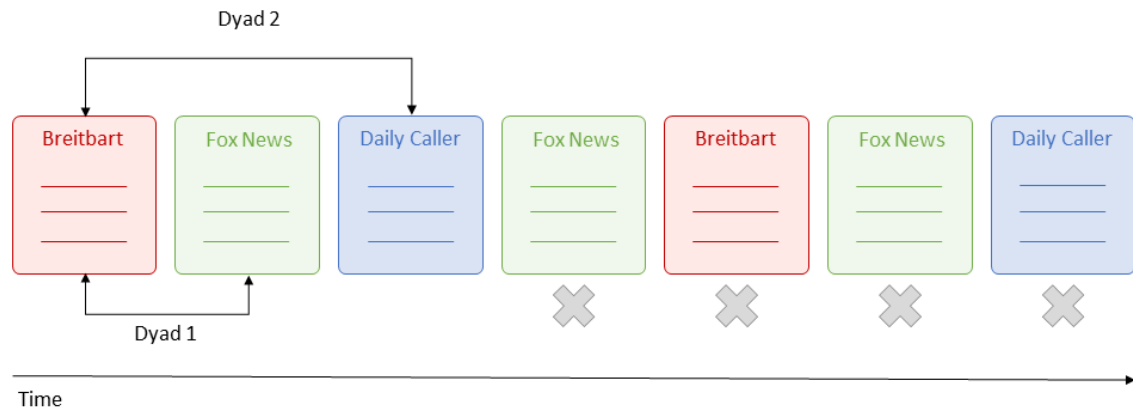 Dyad 2
Breitbart
Fox News
Daily Caller
Fox News
Breitbart
Fox News
Daily Caller
Dyad 1
Time